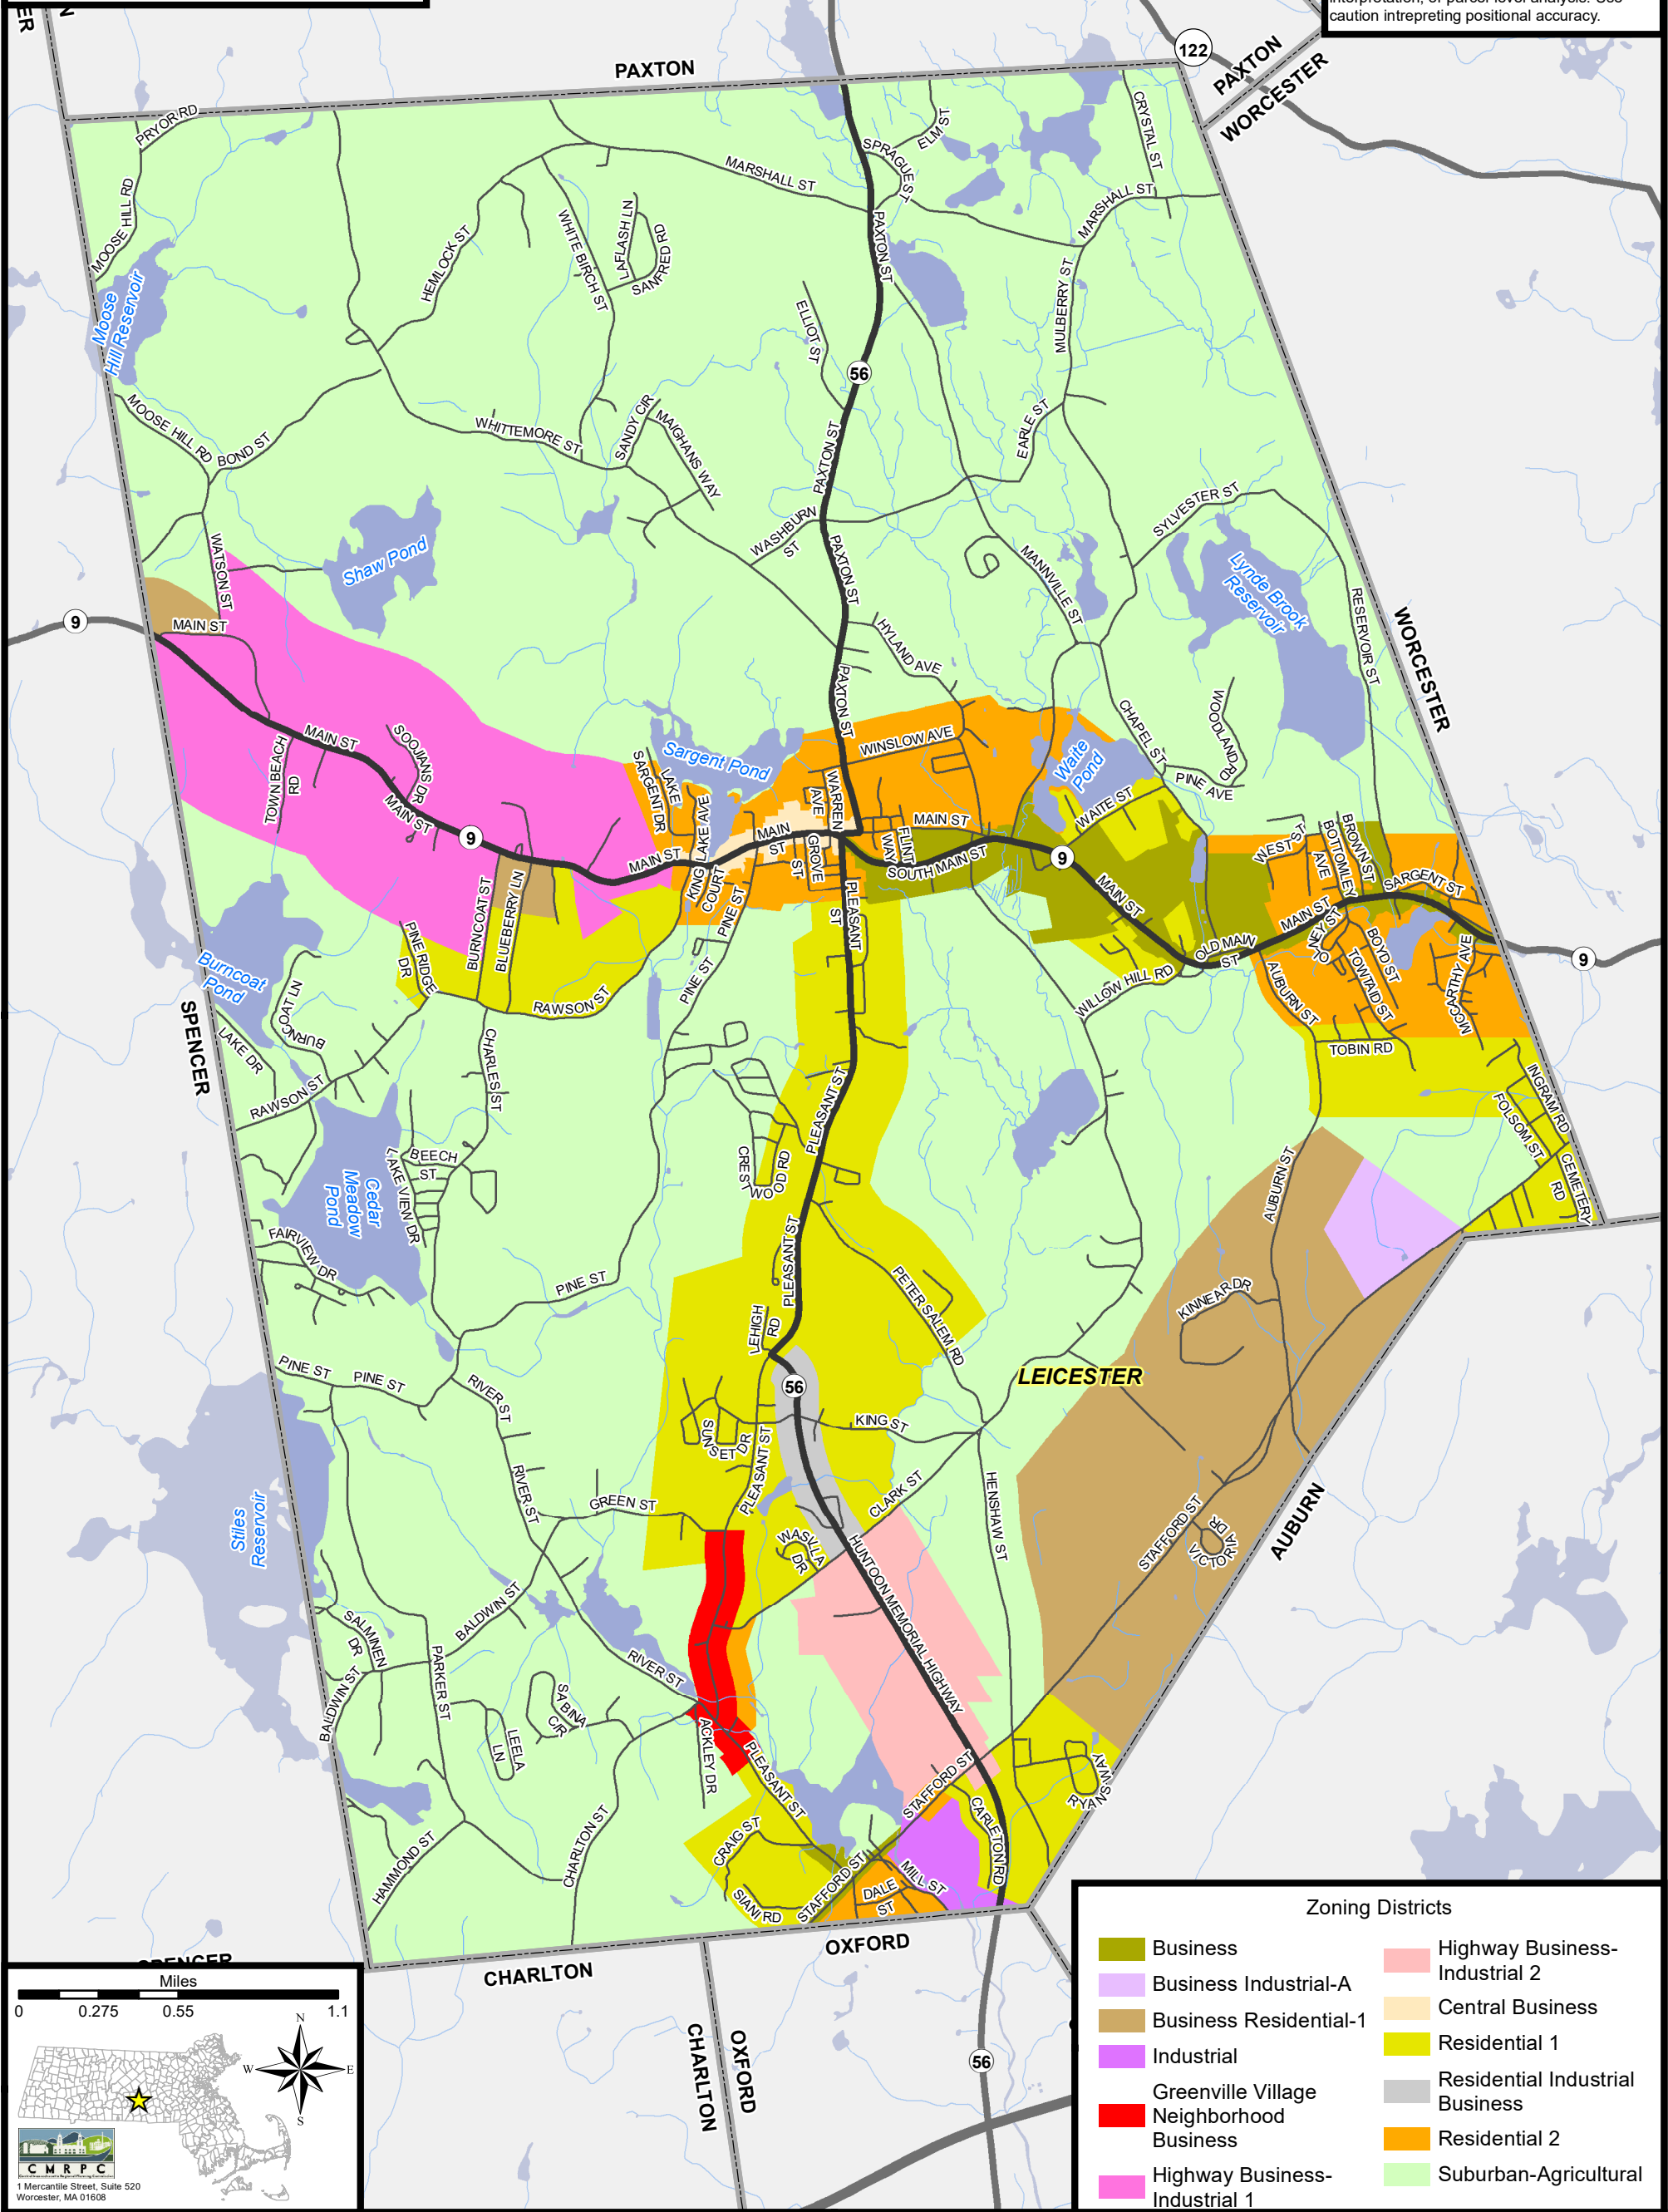 caution intrepreting positional accuracy.
122
PAXTON
PAXTON
WORCESTER
PRYOR RD
MOOSE HILL RD
Moose
Hill Reservoir
HEMLOCK ST
WHITE BIRCH ST
LAFLASH LN
SANFRED RD
MARSHALL ST
SPRAGUE ST
ELM ST
CRYSTAL ST
MARSHALL ST
PAXTON ST
MULBERRY ST
ELLIOT ST
56
MOOSE HILL RD
BOND ST
WHITTEMORE ST
SANDY CIR
MAIGHANS WAY
PAXTON ST
EARLE ST
WASHBURN
ST
SYLVESTER ST
WATSON ST
Shaw Pond
PAXTON ST
MANNVILLE ST
Lynde Brook
Reservoir
RESERVOIR ST
WORCESTER
9
MAIN ST
HYLAND AVE
PAXTON ST
CHAPEL ST
WOODLAND RD
PINE AVE
MAIN ST
SOOJIANS DR
TOWN BEACH
RD
MAIN ST
9
SARGENT DR
LAKE
Sargent Pond
WINSLOW AVE
Waite
Pond
WAITE ST
WARREN
AVE
KING LAKE AVE
COURT
MAIN
ST
MAIN ST
GROVE
ST
FLINT
WAY
MAIN ST
SOUTH MAIN ST
9
MAIN ST
WEST ST
BOTTOMLEY
AVE
BROWN ST
SARGENT ST
MAIN ST
OLD MAIN
ST
OLNEY ST
BOYD ST
TOWTAID ST
MCCARTHY AVE
9
AUBURN ST
WILLOW HILL RD
TOBIN RD
PINE ST
PLEASANT
ST
BURNCOAT ST
BLUEBERRY LN
PINE RIDGE
DR
RAWSON ST
PINE ST
Burncoat
Pond
BURNCOAT LN
LAKE DR
RAWSON ST
CHARLES ST
SPENCER
PLEASANT ST
INGRAM RD
FOLSOM ST
CEMETERY
RD
BEECH
ST
LAKE VIEW DR
Cedar
Meadow
Pond
CRESTWOOD RD
AUBURN ST
FAIRVIEW DR
PINE ST
PLEASANT ST
PETER SALEM RD
KINNEAR DR
LEHIGH
RD
LEICESTER
56
PINE ST
PINE ST
RIVER ST
SUNSET DR
PLEASANT ST
KING ST
CLARK ST
HENSHAW ST
Stiles
Reservoir
RIVER ST
GREEN ST
WASYLA
DR
HUNTOON MEMORIAL HIGHWAY
STAFFORD ST
VICTORIA DR
AUBURN
BALDWIN ST
SALMINEN
DR
BALDWIN ST
PARKER ST
RIVER ST
SABINA
CIR
LEELA
LN
ACKLEY DR
PLEASANT ST
STAFFORD ST
CARLETON RD
RYANS WAY
CRAIG ST
SIANI RD
STAFFORD ST
DALE
ST
MILL ST
HAMMOND ST
CHARLTON ST
OXFORD
CHARLTON
CHARLTON
OXFORD
56
Miles
0 0.275 0.55 1.1
N
W E
S
CMRPC
1 Mercantile Street, Suite 520
Worcester, MA 01608
Zoning Districts
Business
Business Industrial-A
Business Residential-1
Industrial
Greenville Village
Neighborhood
Business
Highway Business-
Industrial 1
Highway Business-
Industrial 2
Central Business
Residential 1
Residential Industrial
Business
Residential 2
Suburban-Agricultural